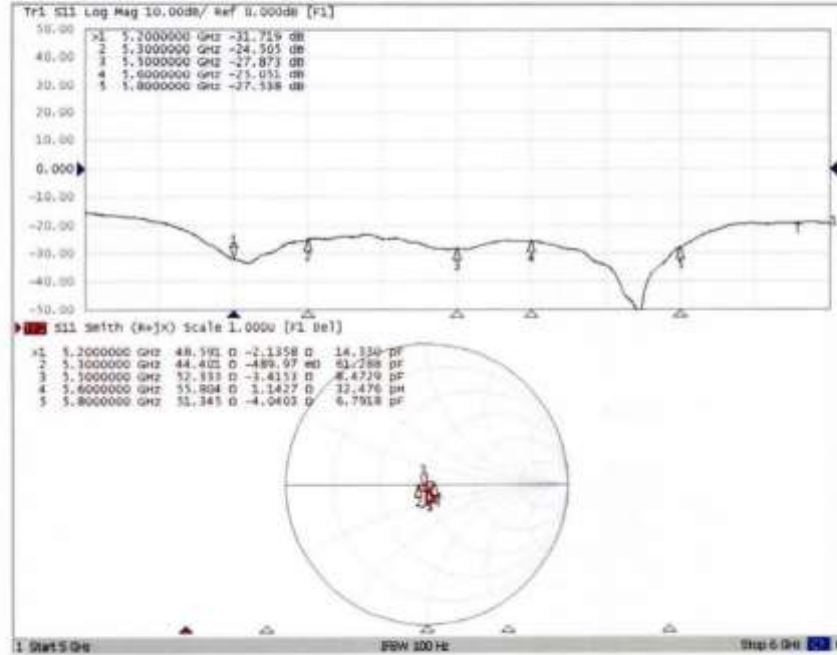 Tr1 S11 Log Mag 10.00dB/ Ref 0.000dB [F1]
50.00
>1 5.2000000 GHz -31.719 dB
2 5.3000000 GHz -24.505 dB
40.00
3 5.5000000 GHz -27.873 dB
4 5.6000000 GHz -25.051 dB
30.00
5 5.8000000 GHz -27.538 dB
20.00
10.00
0.000
-10.00
-20.00
-30.00
-40.00
-50.00
S11 Smith (R+jX) Scale 1.000U [F1 Del]
>1 5.2000000 GHz 48.591 Ω -2.1358 Ω 14.330 pF
2 5.3000000 GHz 44.401 Ω -489.97 mΩ 61.288 pF
3 5.5000000 GHz 52.333 Ω -3.4153 Ω 8.4729 pF
4 5.6000000 GHz 55.804 Ω 1.1427 Ω 32.476 pH
5 5.8000000 GHz 51.345 Ω -4.0403 Ω 6.7918 pF
1 Start 5 GHz IFBW 100 Hz Stop 6 GHz